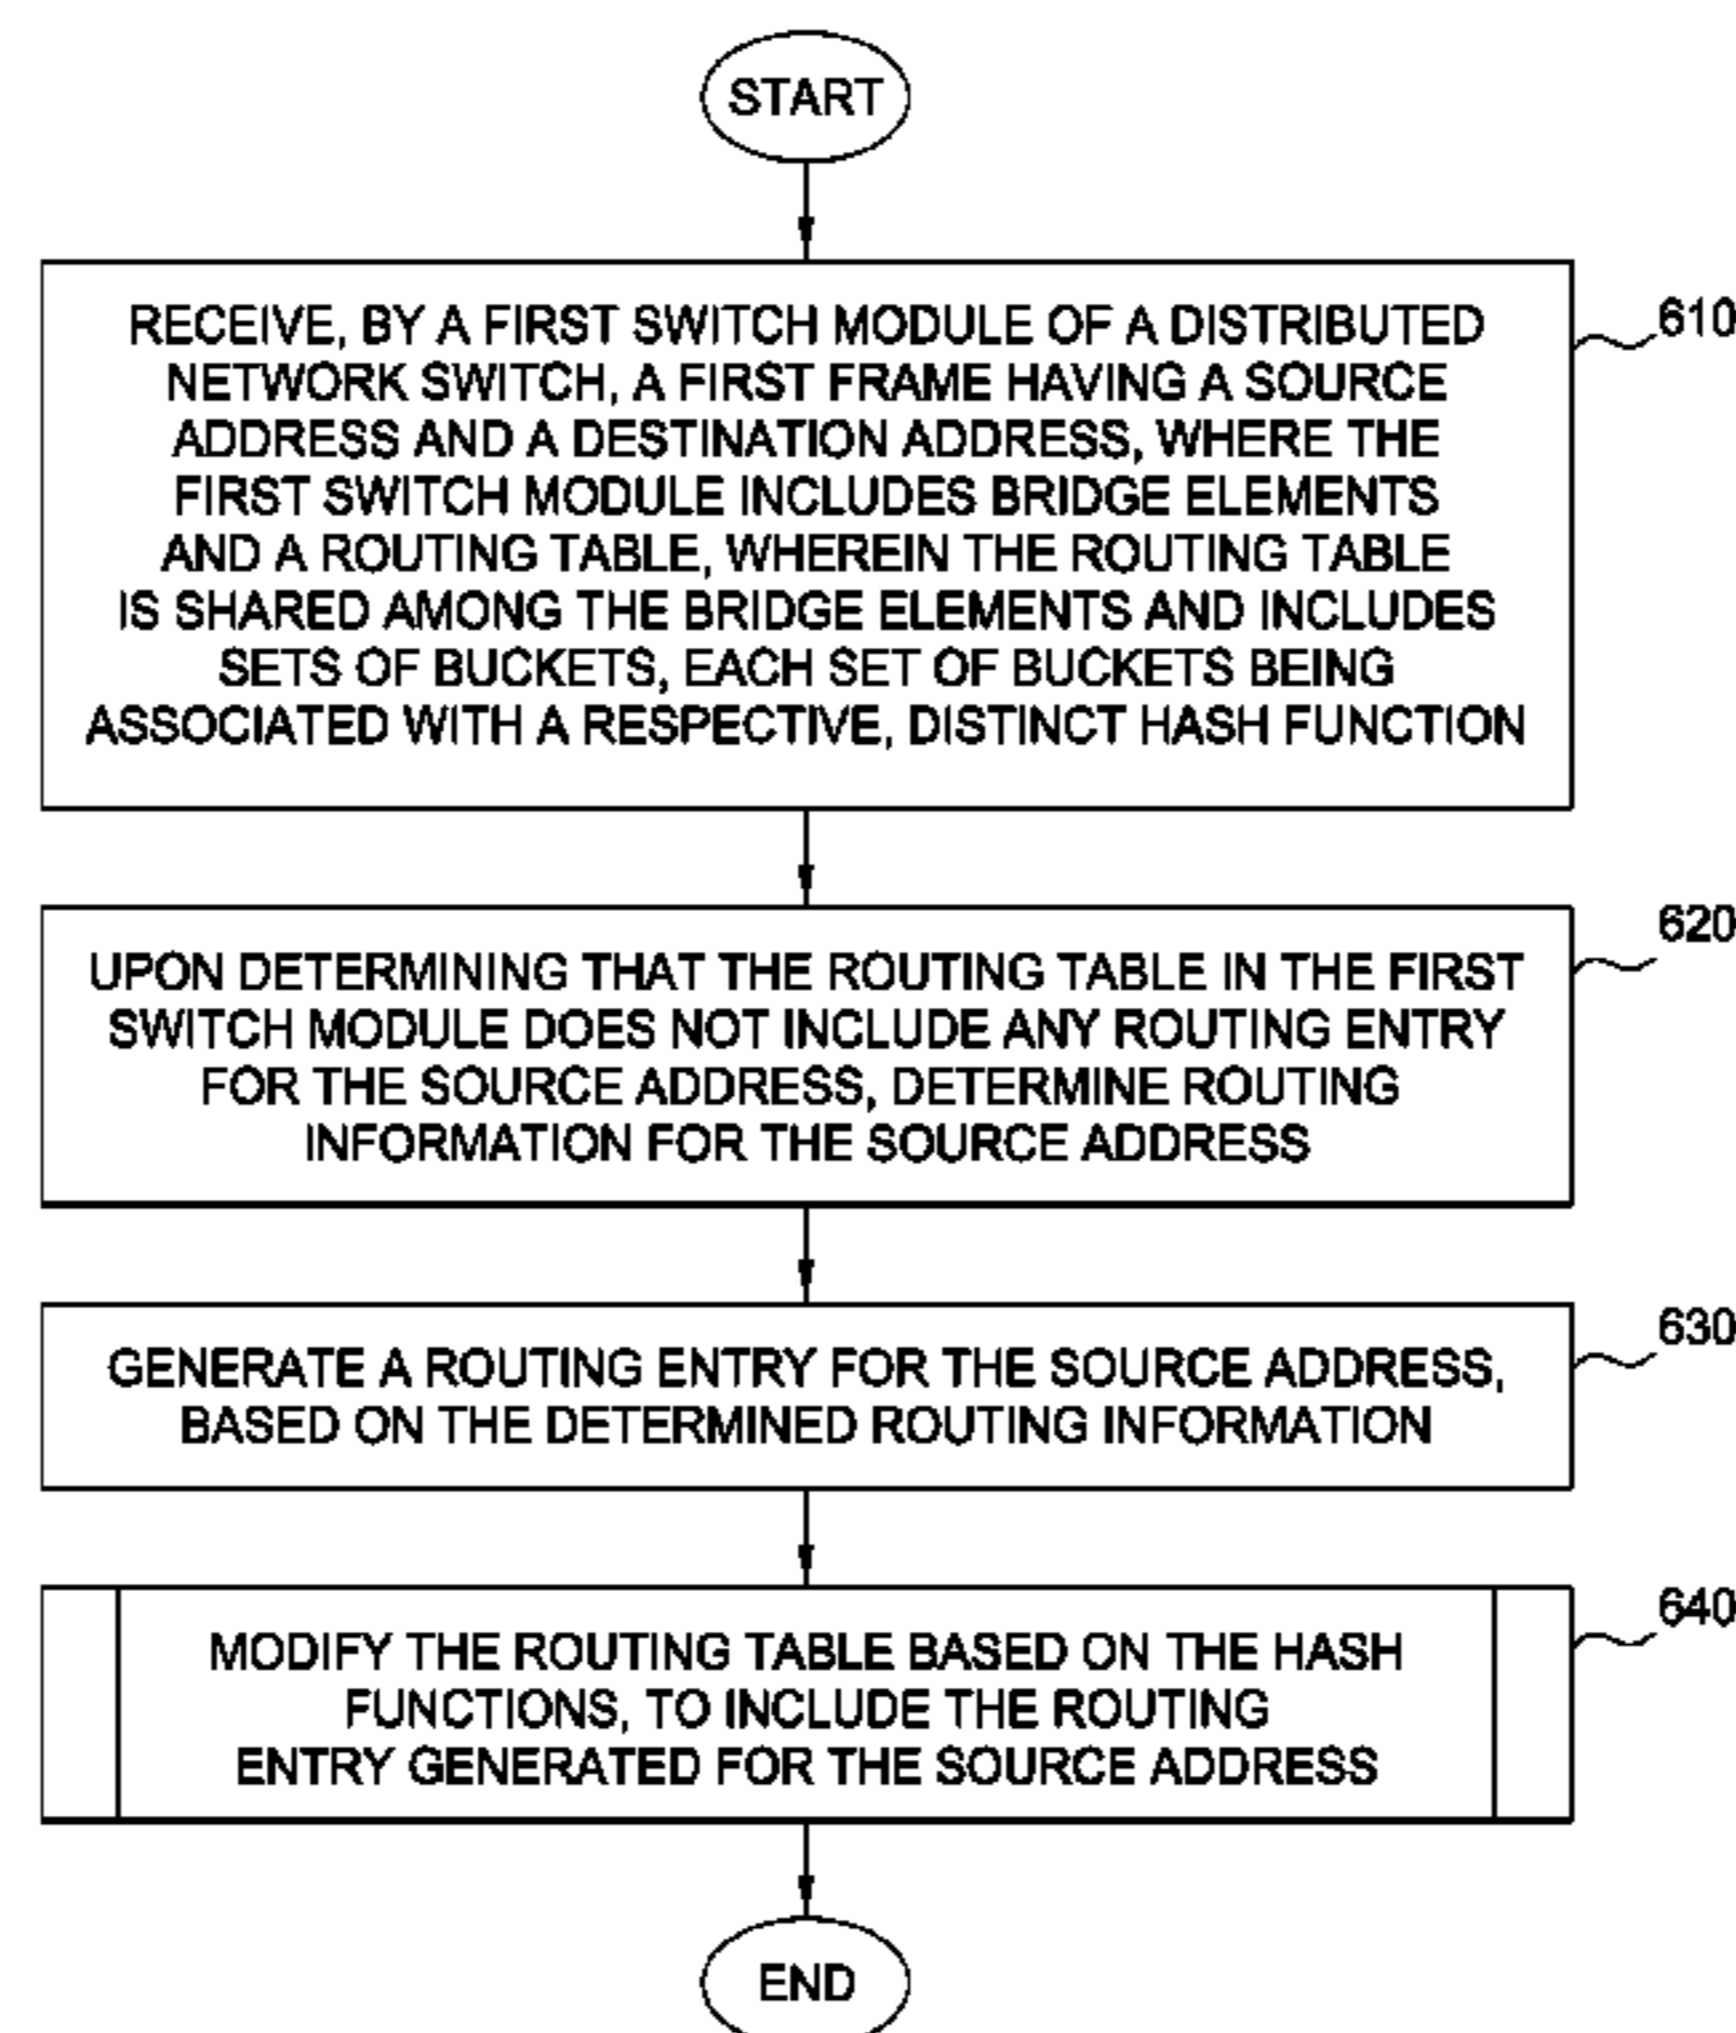 START
RECEIVE, BY A FIRST SWITCH MODULE OF A DISTRIBUTED
NETWORK SWITCH, A FIRST FRAME HAVING A SOURCE
ADDRESS AND A DESTINATION ADDRESS, WHERE THE
FIRST SWITCH MODULE INCLUDES BRIDGE ELEMENTS
AND A ROUTING TABLE, WHEREIN THE ROUTING TABLE
IS SHARED AMONG THE BRIDGE ELEMENTS AND INCLUDES
SETS OF BUCKETS, EACH SET OF BUCKETS BEING
ASSOCIATED WITH A RESPECTIVE, DISTINCT HASH FUNCTION
610
UPON DETERMINING THAT THE ROUTING TABLE IN THE FIRST
SWITCH MODULE DOES NOT INCLUDE ANY ROUTING ENTRY
FOR THE SOURCE ADDRESS, DETERMINE ROUTING
INFORMATION FOR THE SOURCE ADDRESS
620
GENERATE A ROUTING ENTRY FOR THE SOURCE ADDRESS,
BASED ON THE DETERMINED ROUTING INFORMATION
630
MODIFY THE ROUTING TABLE BASED ON THE HASH
FUNCTIONS, TO INCLUDE THE ROUTING
ENTRY GENERATED FOR THE SOURCE ADDRESS
640
END